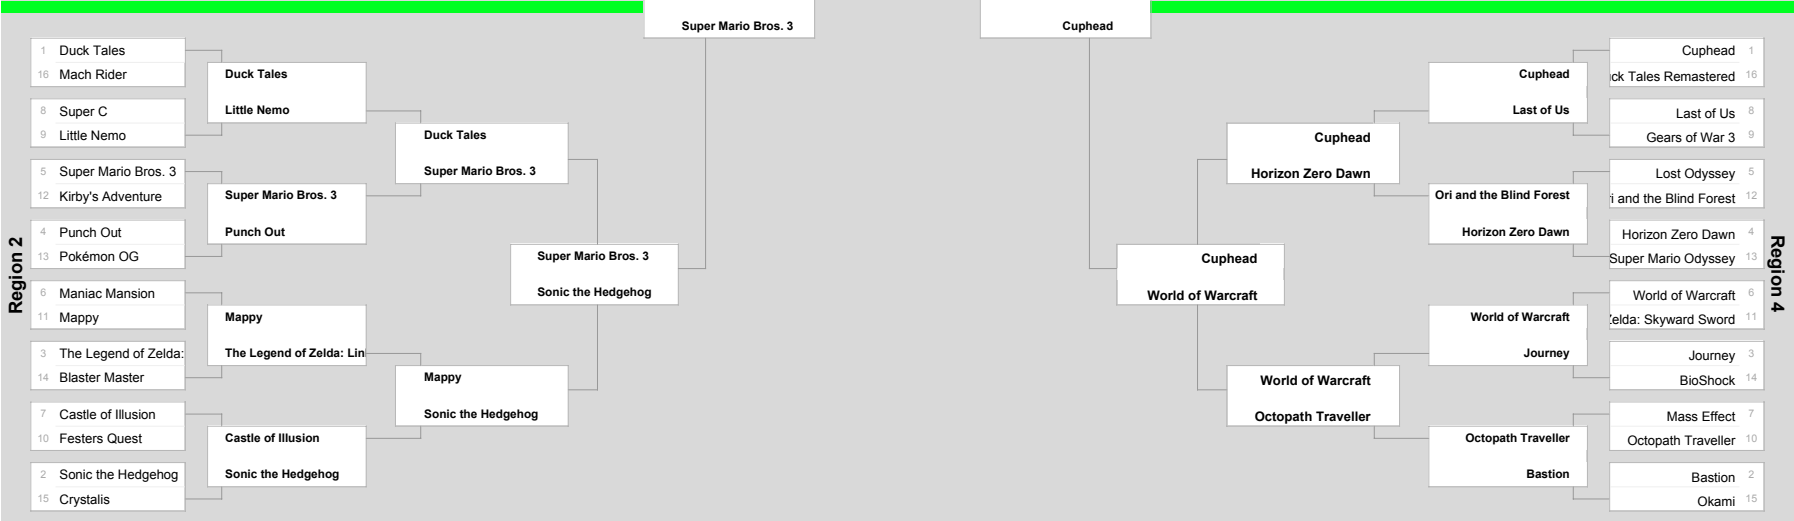 Super Mario Bros. 3
Cuphead
Region 2
1 Duck Tales
16 Mach Rider
8 Super C
9 Little Nemo
5 Super Mario Bros. 3
12 Kirby's Adventure
4 Punch Out
13 Pokémon OG
6 Maniac Mansion
11 Mappy
3 The Legend of Zelda:
14 Blaster Master
7 Castle of Illusion
10 Festers Quest
2 Sonic the Hedgehog
15 Crystalis
Duck Tales
Little Nemo
Super Mario Bros. 3
Punch Out
Mappy
The Legend of Zelda: Lin
Castle of Illusion
Sonic the Hedgehog
Duck Tales
Super Mario Bros. 3
Mappy
Sonic the Hedgehog
Super Mario Bros. 3
Sonic the Hedgehog
Cuphead
World of Warcraft
Cuphead
Horizon Zero Dawn
World of Warcraft
Octopath Traveller
Cuphead
Last of Us
Ori and the Blind Forest
Horizon Zero Dawn
World of Warcraft
Journey
Octopath Traveller
Bastion
Cuphead 1
ck Tales Remastered 16
Last of Us 8
Gears of War 3 9
Lost Odyssey 5
i and the Blind Forest 12
Horizon Zero Dawn 4
Super Mario Odyssey 13
World of Warcraft 6
Zelda: Skyward Sword 11
Journey 3
BioShock 14
Mass Effect 7
Octopath Traveller 10
Bastion 2
Okami 15
Region 4